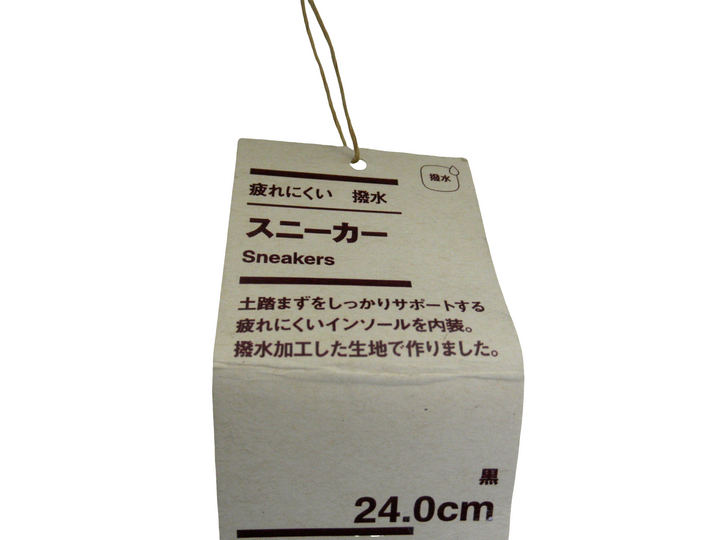 撥水
疲れにくい 撥水
スニーカー
Sneakers
土踏まずをしっかりサポートする
疲れにくいインソールを内装。
撥水加工した生地で作りました。
黒
24.0cm